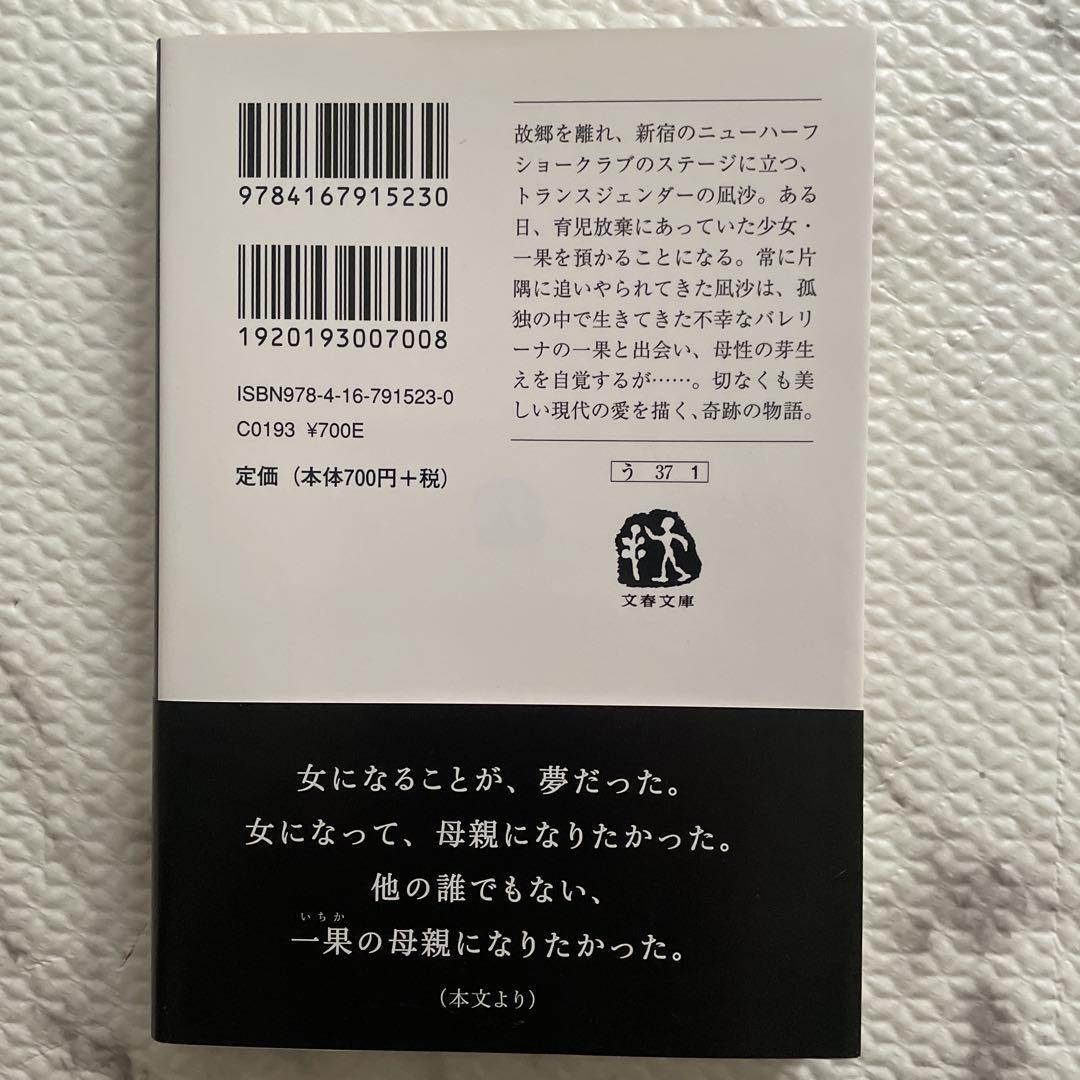 9784167915230
1920193007008
ISBN978-4-16-791523-0
C0193 ¥700E
定価（本体700円＋税）
故郷を離れ、新宿のニューハーフ
ショークラブのステージに立つ、
トランスジェンダーの凪沙。ある
日、育児放棄にあっていた少女・
一果を預かることになる。常に片
隅に追いやられてきた凪沙は、孤
独の中で生きてきた不幸なバレリ
ーナの一果と出会い、母性の芽生
えを自覚するが……。切なくも美
しい現代の愛を描く、奇跡の物語。
う 37 1
文春文庫
女になることが、夢だった。
女になって、母親になりたかった。
他の誰でもない、
いちか
一果の母親になりたかった。
（本文より）